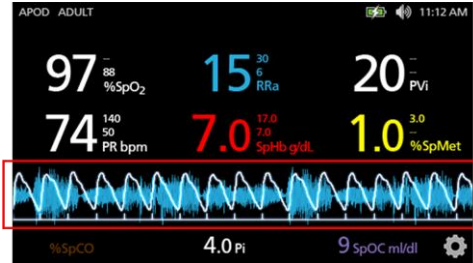 APOD ADULT 11:12 AM
97 -- 88 %SpO₂ 15 30 6 RRa 20 -- -- PVi
74 140 50 PR bpm 7.0 17.0 7.0 SpHb g/dL 1.0 3.0 -- %SpMet
%SpCO 4.0 Pi 9 SpOC ml/dl